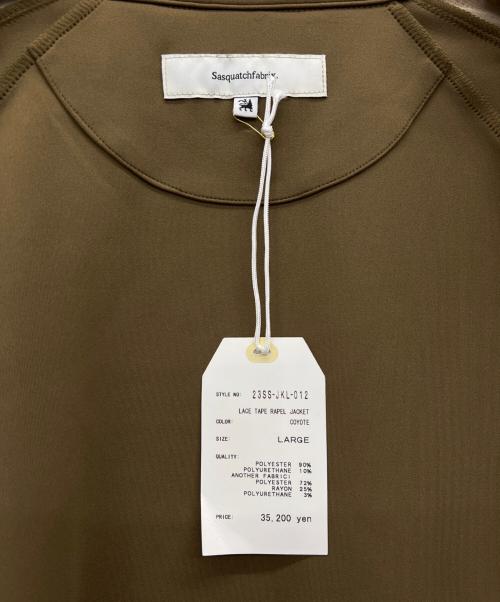 Sasquatchfabrix.
STYLE NO: 23SS-JKL-012
LACE TAPE RAPEL JACKET
COLOR: COYOTE
SIZE: LARGE
QUALITY:
POLYESTER 90%
POLYURETHANE 10%
ANOTHER FABRIC:
POLYESTER 72%
RAYON 25%
POLYURETHANE 3%
PRICE: 35,200 yen